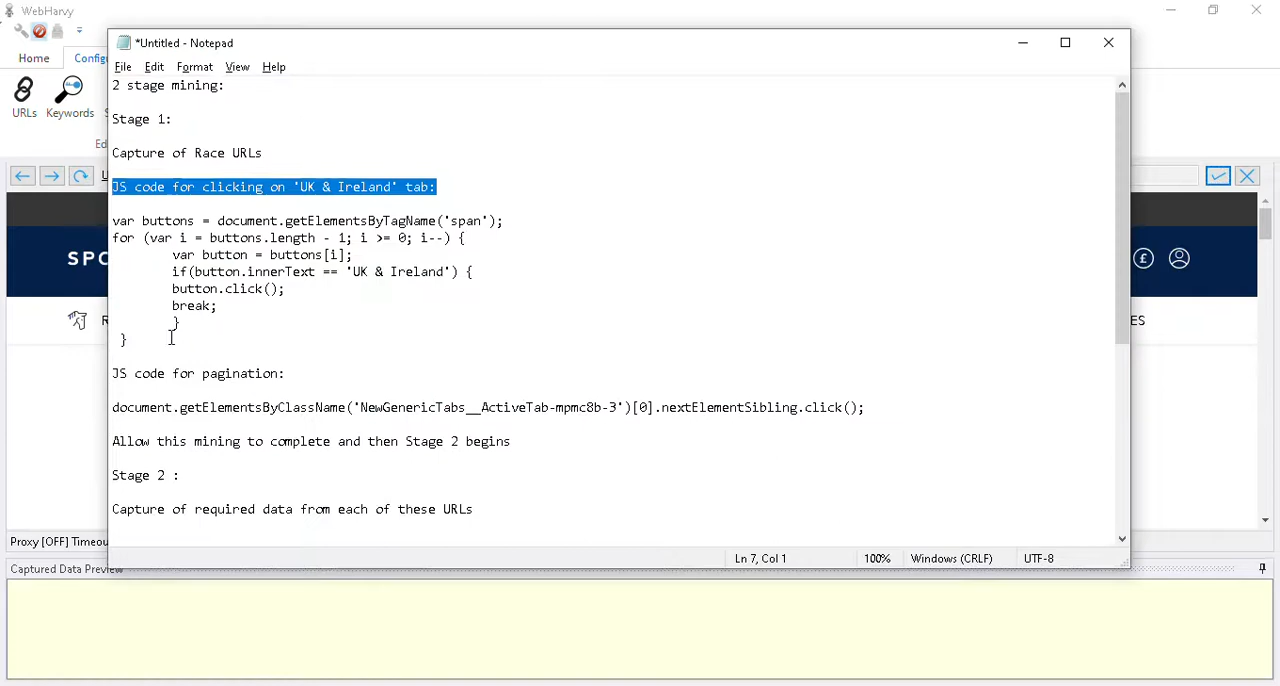 WebHarvy
*Untitled - Notepad
Home
File Edit Format View Help
URLs
Keywords
2 stage mining:
Stage 1:
Capture of Race URLs
JS code for clicking on 'UK & Ireland' tab:
var buttons = document.getElementsByTagName('span');
for (var i = buttons.length - 1; i >= 0; i--) {
var button = buttons[i];
if(button.innerText == 'UK & Ireland') {
button.click();
break;
}
}
JS code for pagination:
document.getElementsByClassName('NewGenericTabs__ActiveTab-mpmc8b-3')[0].nextElementSibling.click();
Allow this mining to complete and then Stage 2 begins
Stage 2 :
Capture of required data from each of these URLs
Ln 7, Col 1 100% Windows (CRLF) UTF-8
Proxy [OFF] Timeou
Captured Data Preview